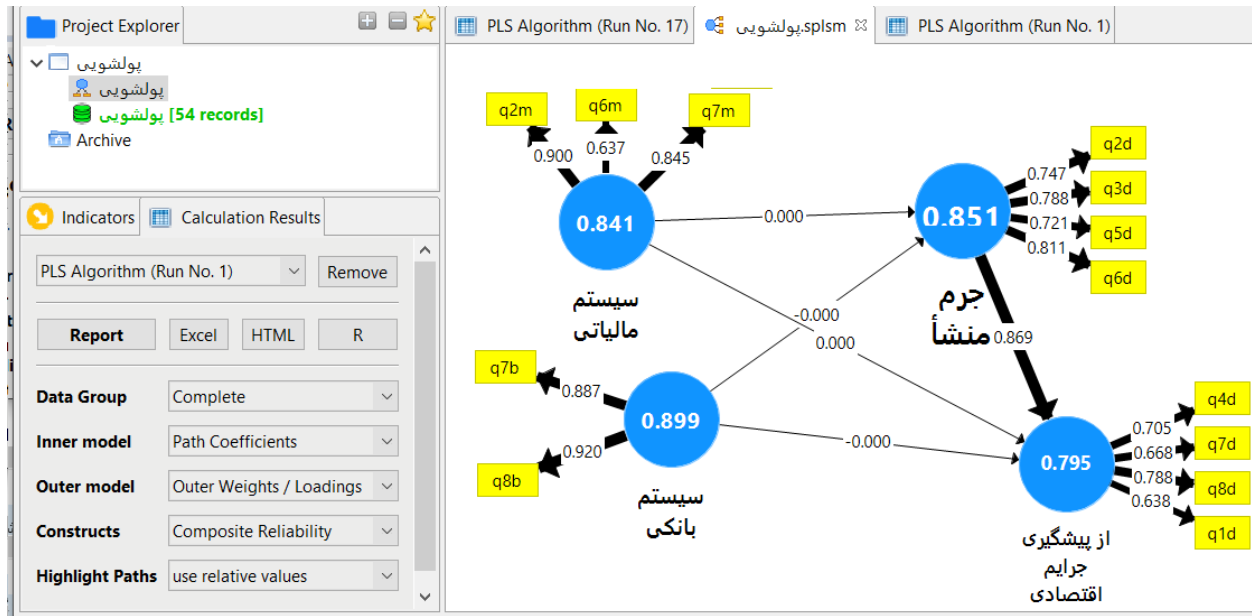 Project Explorer
پولشویی
پولشویی
پولشویی [54 records]
Archive
Indicators
Calculation Results
PLS Algorithm (Run No. 1)
Remove
Report
Excel
HTML
R
Data Group
Complete
Inner model
Path Coefficients
Outer model
Outer Weights / Loadings
Constructs
Composite Reliability
Highlight Paths
use relative values
PLS Algorithm (Run No. 17)
پولشویی.splsm
PLS Algorithm (Run No. 1)
q2m
q6m
q7m
0.900
0.637
0.845
0.841
سیستم
مالیاتی
0.000
-0.000
0.000
0.851
جرم
منشأ
0.747
0.788
0.721
0.811
q2d
q3d
q5d
q6d
0.869
q7b
0.887
0.899
0.920
q8b
سیستم
بانکی
-0.000
0.795
از پیشگیری
جرایم
اقتصادی
0.705
0.668
0.788
0.638
q4d
q7d
q8d
q1d